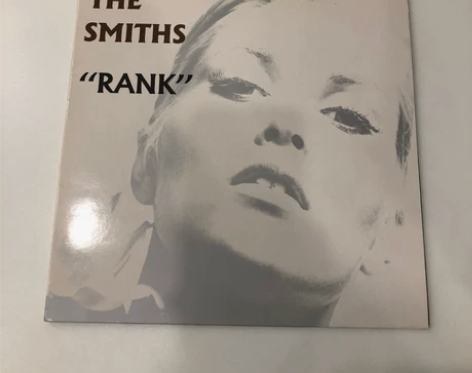 THE
SMITHS
“RANK”